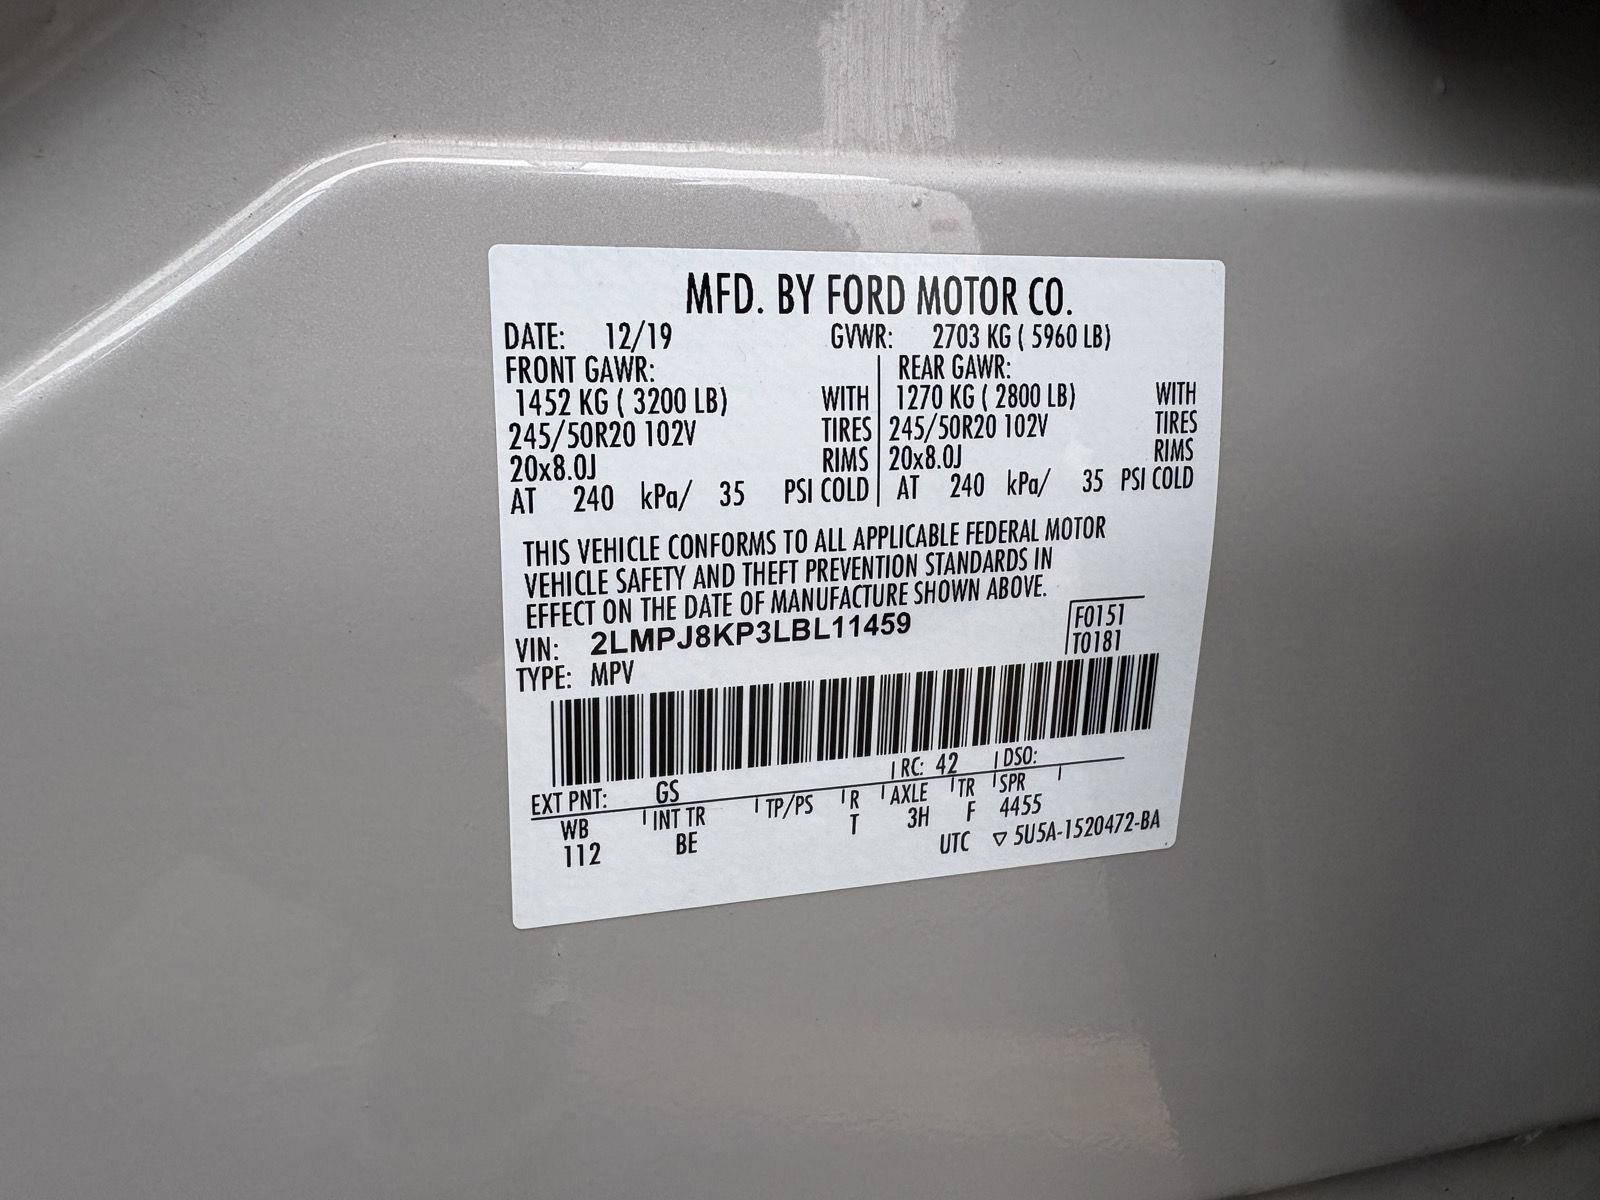 MFD. BY FORD MOTOR CO.
DATE: 12/19 GVWR: 2703 KG ( 5960 LB)
FRONT GAWR: REAR GAWR:
1452 KG ( 3200 LB) WITH 1270 KG ( 2800 LB) WITH
245/50R20 102V TIRES 245/50R20 102V TIRES
20x8.0J RIMS 20x8.0J RIMS
AT 240 kPa/ 35 PSI COLD AT 240 kPa/ 35 PSI COLD
THIS VEHICLE CONFORMS TO ALL APPLICABLE FEDERAL MOTOR
VEHICLE SAFETY AND THEFT PREVENTION STANDARDS IN
EFFECT ON THE DATE OF MANUFACTURE SHOWN ABOVE.
VIN: 2LMPJ8KP3LBL11459 F0151
TYPE: MPV T0181
EXT PNT: GS RC: 42 DSO:
WB INT TR TP/PS R AXLE TR SPR
112 BE T 3H F 4455
UTC ▽ 5U5A-1520472-BA